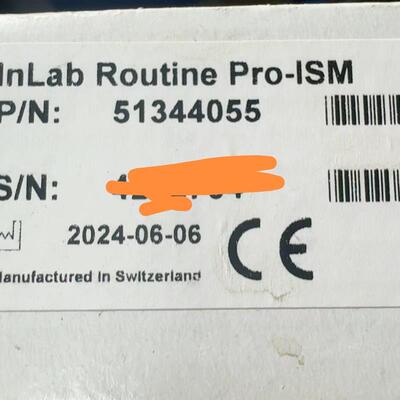 InLab Routine Pro-ISM
P/N: 51344055
S/N:
2024-06-06
Manufactured in Switzerland
CE